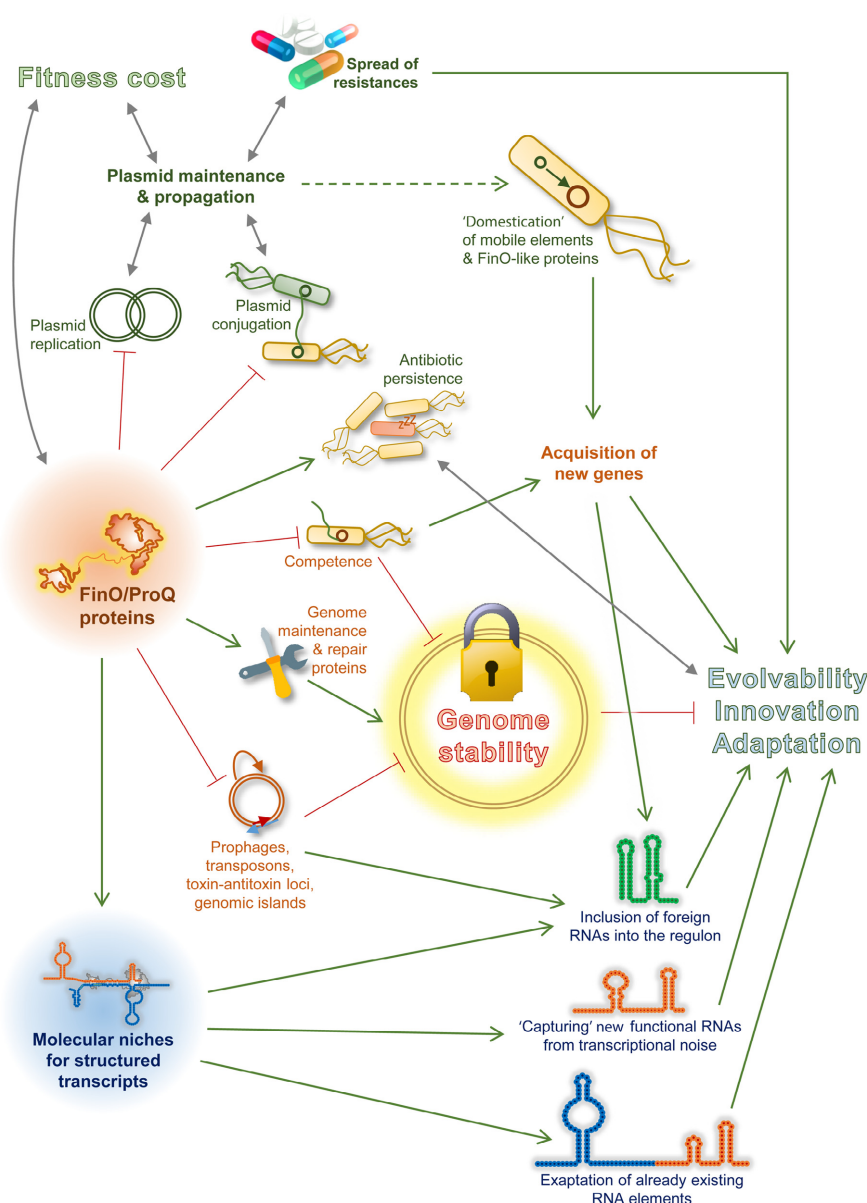 Fitness cost
Spread of
resistances
Plasmid maintenance
& propagation
'Domestication'
of mobile elements
& FinO-like proteins
Plasmid
replication
Plasmid
conjugation
Antibiotic
persistence
zzz
Acquisition of
new genes
Competence
FinO/ProQ
proteins
Genome
maintenance
& repair
proteins
Genome
stability
Evolvability
Innovation
Adaptation
Prophages,
transposons,
toxin-antitoxin loci,
genomic islands
Inclusion of foreign
RNAs into the regulon
Molecular niches
for structured
transcripts
'Capturing' new functional RNAs
from transcriptional noise
Exaptation of already existing
RNA elements